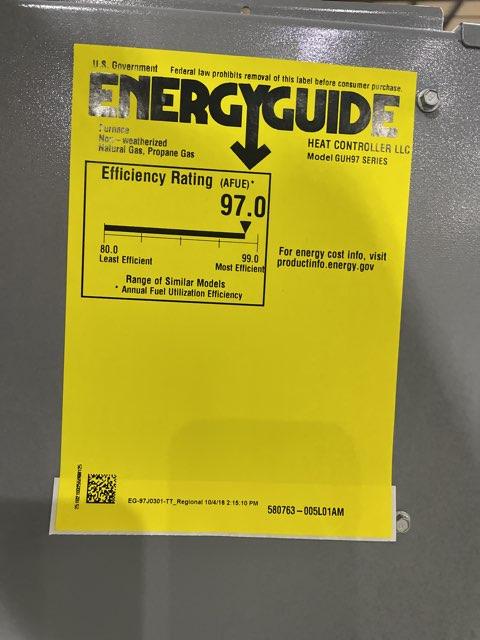 U.S. Government Federal law prohibits removal of this label before consumer purchase.
ENERGYGUIDE
Furnace
Non-weatherized
Natural Gas, Propane Gas
HEAT CONTROLLER LLC
Model GUH97 SERIES
Efficiency Rating (AFUE)*
97.0
80.0 99.0
Least Efficient Most Efficient
Range of Similar Models
* Annual Fuel Utilization Efficiency
For energy cost info, visit
productinfo.energy.gov
EG-97J0301-TT_Regional 10/4/18 2:15:10 PM
580763-005L01AM